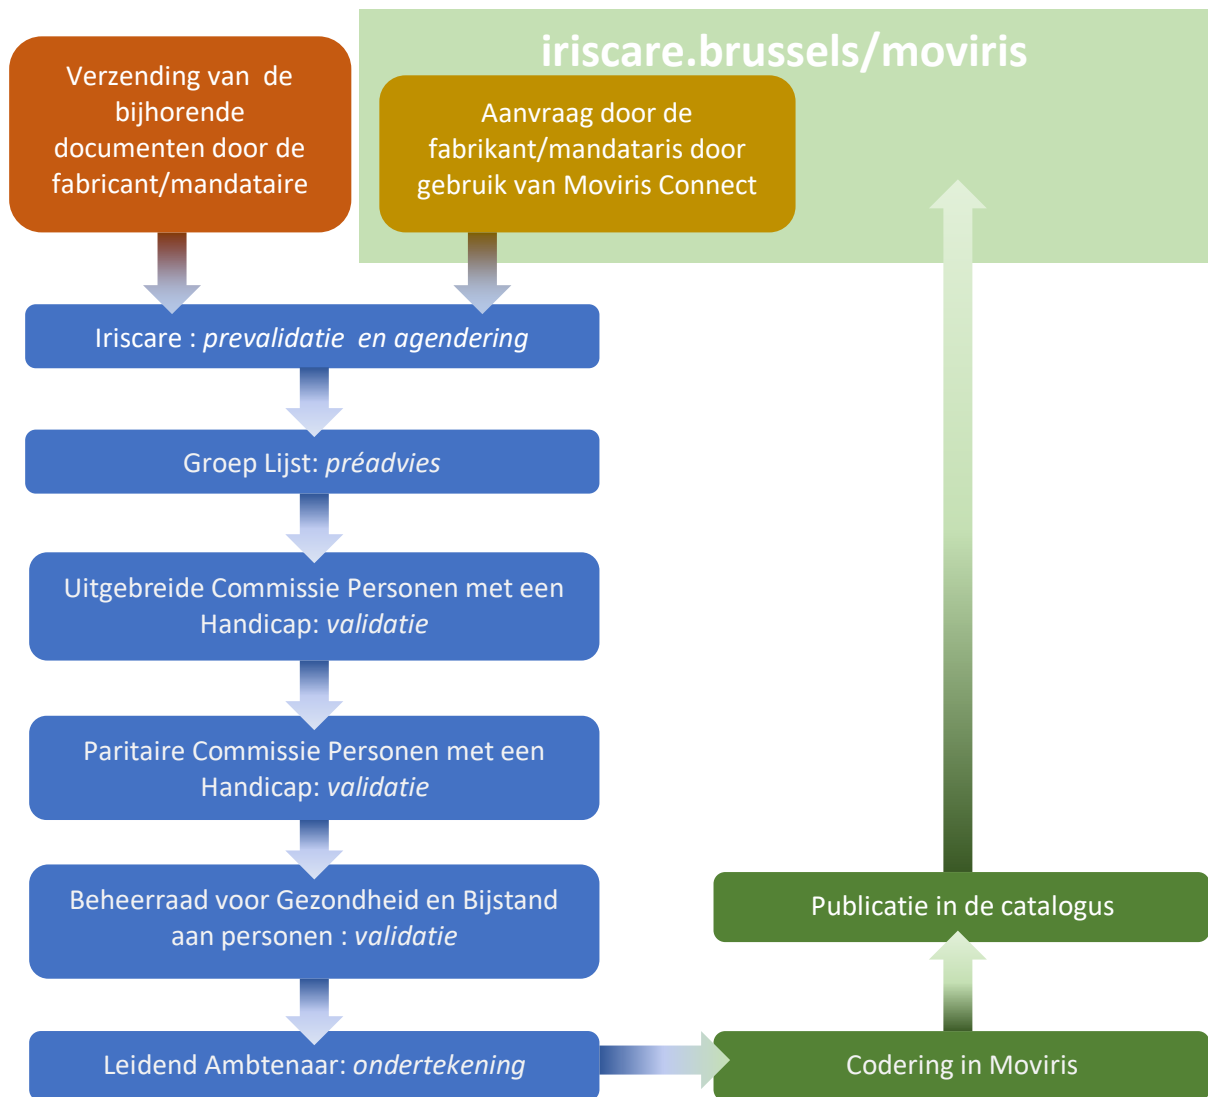 iriscare.brussels/moviris
Verzending van de
bijhorende
documenten door de
fabricant/mandataire
Aanvraag door de
fabrikant/mandataris door
gebruik van Moviris Connect
Iriscare : prevalidatie en agendering
Groep Lijst: préadvies
Uitgebreide Commissie Personen met een
Handicap: validatie
Paritaire Commissie Personen met een
Handicap: validatie
Beheerraad voor Gezondheid en Bijstand
aan personen : validatie
Leidend Ambtenaar: ondertekening
Codering in Moviris
Publicatie in de catalogus